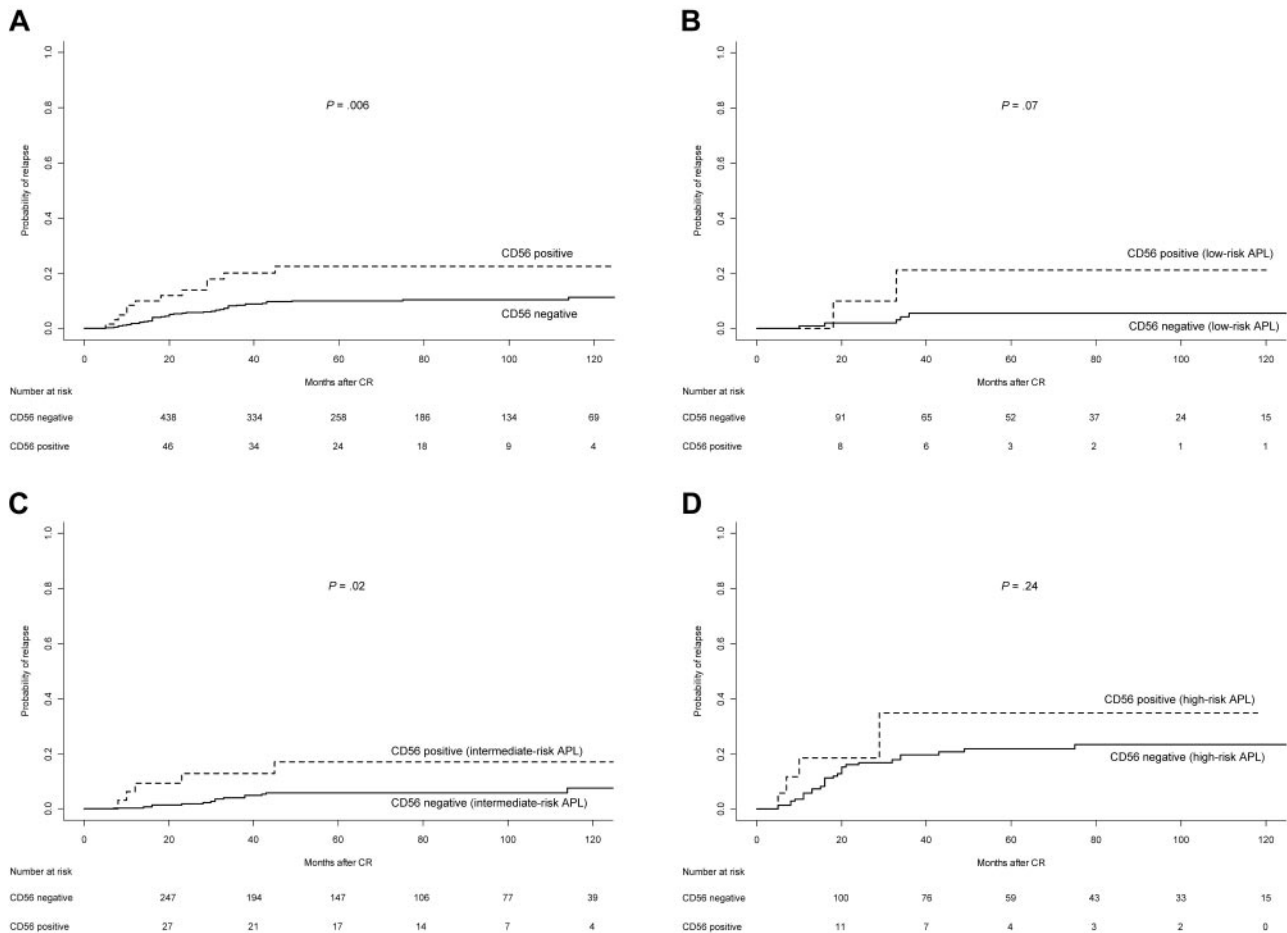 A
P = .006
Probability of relapse
1.0
0.8
0.6
0.4
0.2
0.0
CD56 positive
CD56 negative
0 20 40 60 80 100 120
Months after CR
Number at risk
CD56 negative 438 334 258 186 134 69
CD56 positive 46 34 24 18 9 4
B
P = .07
Probability of relapse
1.0
0.8
0.6
0.4
0.2
0.0
CD56 positive (low-risk APL)
CD56 negative (low-risk APL)
0 20 40 60 80 100 120
Months after CR
Number at risk
CD56 negative 91 65 52 37 24 15
CD56 positive 8 6 3 2 1 1
C
P = .02
Probability of relapse
1.0
0.8
0.6
0.4
0.2
0.0
CD56 positive (intermediate-risk APL)
CD56 negative (intermediate-risk APL)
0 20 40 60 80 100 120
Months after CR
Number at risk
CD56 negative 247 194 147 106 77 39
CD56 positive 27 21 17 14 7 4
D
P = .24
Probability of relapse
1.0
0.8
0.6
0.4
0.2
0.0
CD56 positive (high-risk APL)
CD56 negative (high-risk APL)
0 20 40 60 80 100 120
Months after CR
Number at risk
CD56 negative 100 76 59 43 33 15
CD56 positive 11 7 4 3 2 0